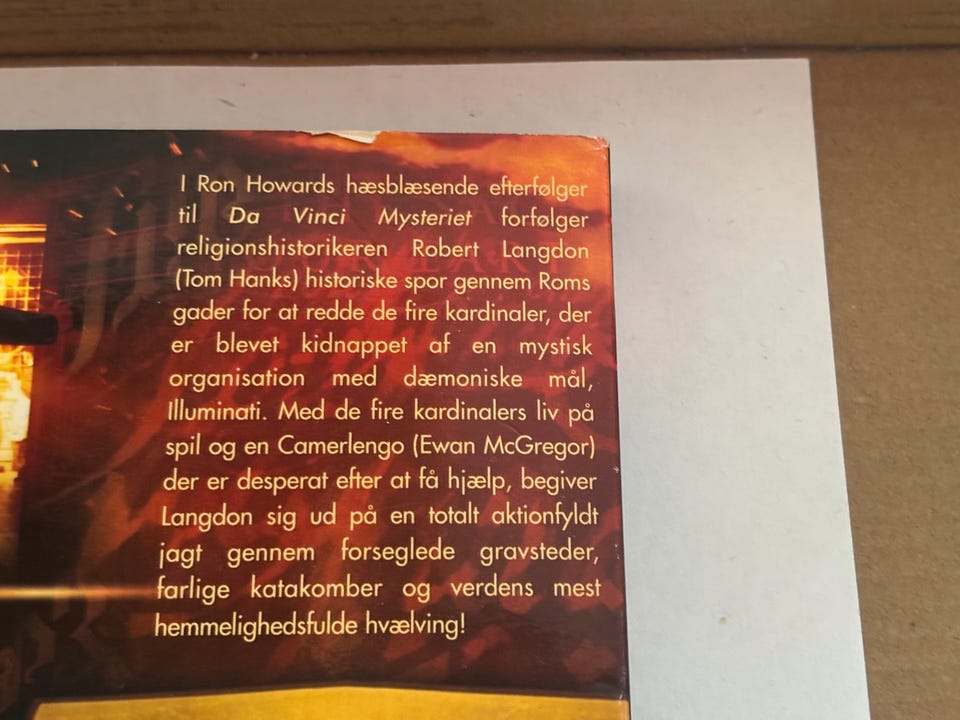 I Ron Howards hæsblæsende efterfølger
til Da Vinci Mysteriet forfølger
religionshistorikeren Robert Langdon
(Tom Hanks) historiske spor gennem Roms
gader for at redde de fire kardinaler, der
er blevet kidnappet af en mystisk
organisation med dæmoniske mål,
Illuminati. Med de fire kardinalers liv på
spil og en Camerlengo (Ewan McGregor)
der er desperat efter at få hjælp, begiver
Langdon sig ud på en totalt aktionfyldt
jagt gennem forseglede gravsteder,
farlige katakomber og verdens mest
hemmelighedsfulde hvælving!